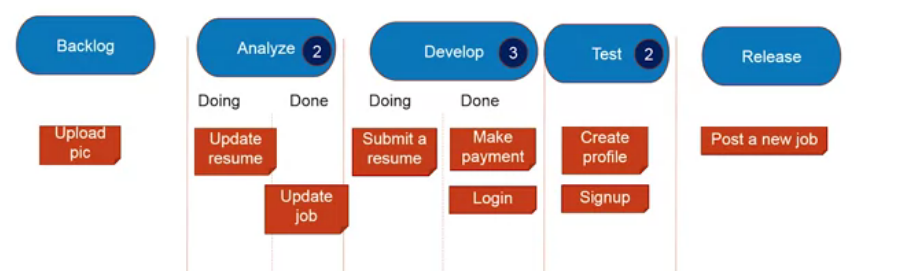 Backlog
Analyze 2
Develop 3
Test 2
Release
Doing
Done
Doing
Done
Upload
pic
Update
resume
Update
job
Submit a
resume
Make
payment
Login
Create
profile
Signup
Post a new job